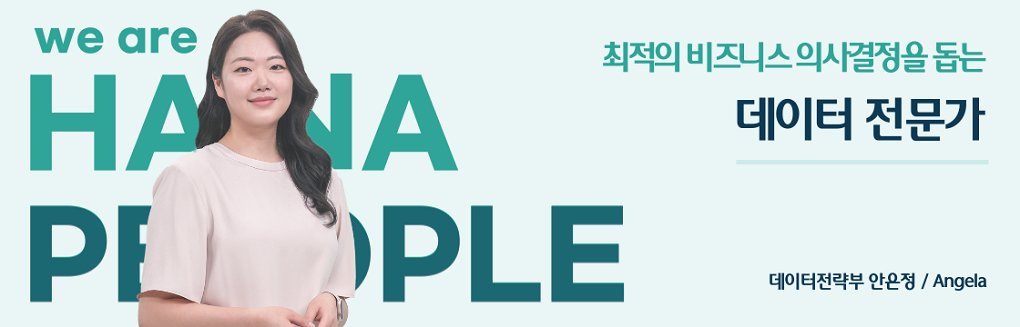 we are
HANA
PEOPLE
최적의 비즈니스 의사결정을 돕는
데이터 전문가
데이터전략부 안은정 / Angela